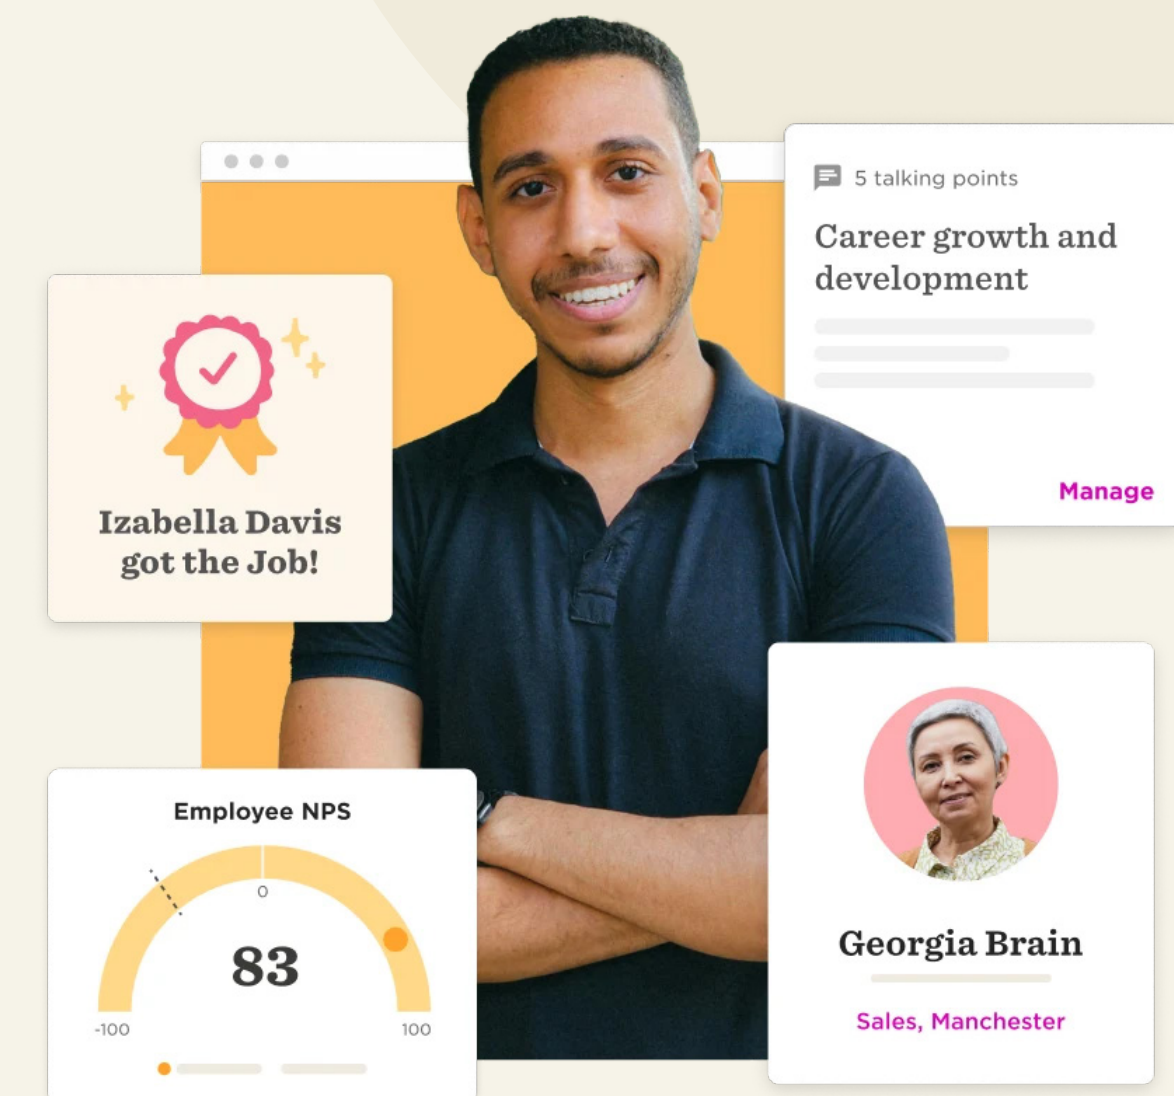 5 talking points
Career growth and
development
Manage
Izabella Davis
got the Job!
Employee NPS
0
83
-100
100
Georgia Brain
Sales, Manchester